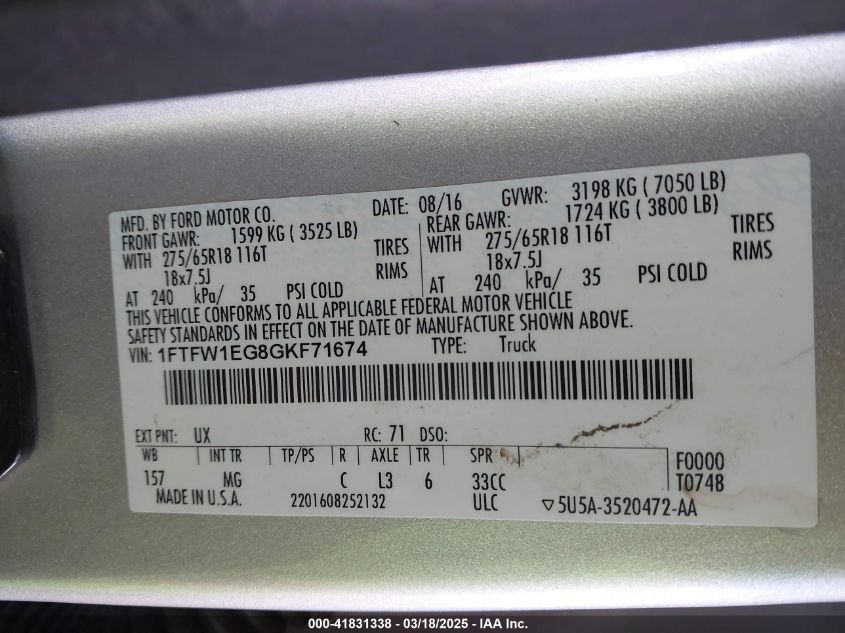 MFD. BY FORD MOTOR CO. DATE: 08/16 GVWR: 3198 KG ( 7050 LB)
FRONT GAWR: 1599 KG ( 3525 LB) REAR GAWR: 1724 KG ( 3800 LB)
WITH 275/65R18 116T TIRES WITH 275/65R18 116T TIRES
18x7.5J RIMS 18x7.5J RIMS
AT 240 kPa/ 35 PSI COLD AT 240 kPa/ 35 PSI COLD
THIS VEHICLE CONFORMS TO ALL APPLICABLE FEDERAL MOTOR VEHICLE
SAFETY STANDARDS IN EFFECT ON THE DATE OF MANUFACTURE SHOWN ABOVE.
VIN: 1FTFW1EG8GKF71674 TYPE: Truck
EXT PNT: UX RC: 71 DSO:
WB INT TR TP/PS R AXLE TR SPR F0000
157 MG C L3 6 33CC T0748
MADE IN U.S.A. 2201608252132 ULC ▽5U5A-3520472-AA
000-41831338 - 03/18/2025 - IAA Inc.